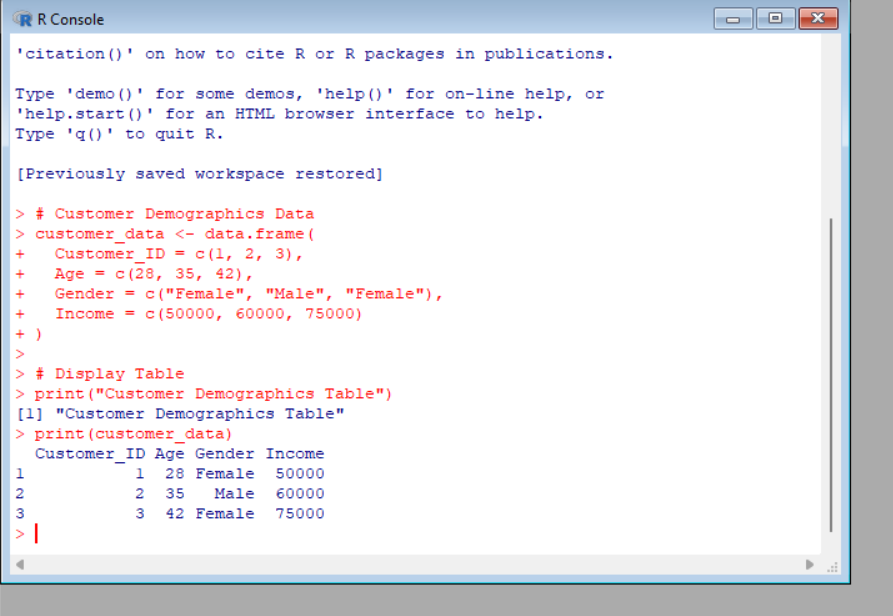 R Console
'citation()' on how to cite R or R packages in publications.
Type 'demo()' for some demos, 'help()' for on-line help, or
'help.start()' for an HTML browser interface to help.
Type 'q()' to quit R.
[Previously saved workspace restored]
> # Customer Demographics Data
> customer_data <- data.frame(
+   Customer_ID = c(1, 2, 3),
+   Age = c(28, 35, 42),
+   Gender = c("Female", "Male", "Female"),
+   Income = c(50000, 60000, 75000)
+ )
>
> # Display Table
> print("Customer Demographics Table")
[1] "Customer Demographics Table"
> print(customer_data)
  Customer_ID Age Gender Income
1           1  28 Female  50000
2           2  35   Male  60000
3           3  42 Female  75000
>